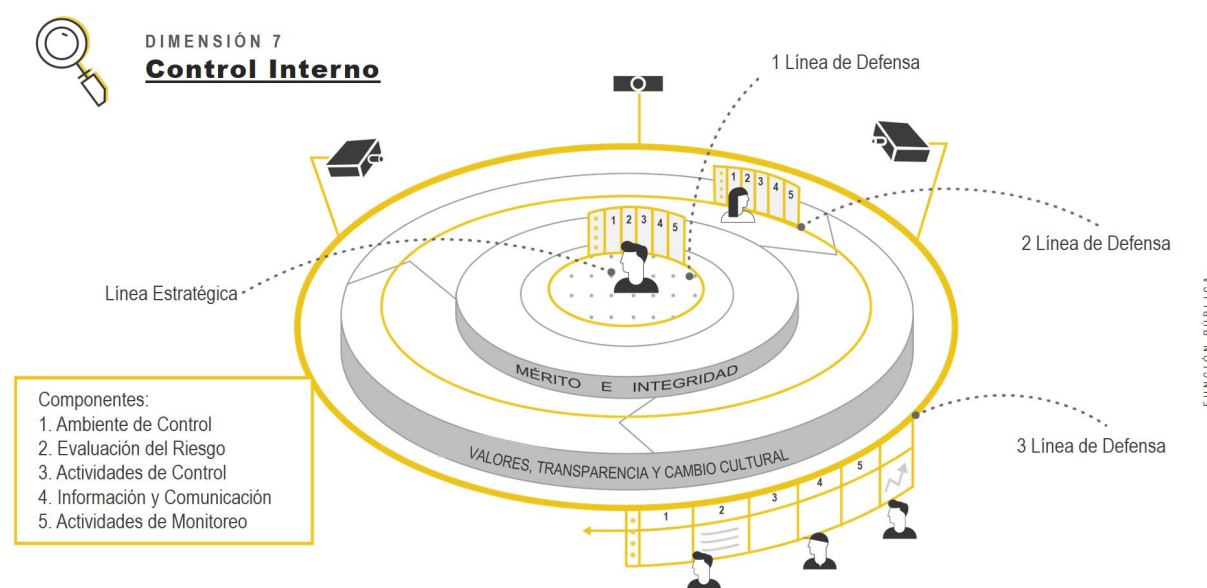 DIMENSIÓN 7
Control Interno
1 Línea de Defensa
1 2 3 4 5
1 2 3 4 5
2 Línea de Defensa
Línea Estratégica
FUNCIÓN PÚBLICA
MÉRITO E INTEGRIDAD
Componentes:
1. Ambiente de Control
2. Evaluación del Riesgo
3. Actividades de Control
4. Información y Comunicación
5. Actividades de Monitoreo
VALORES, TRANSPARENCIA Y CAMBIO CULTURAL
3 Línea de Defensa
1 2 3 4 5